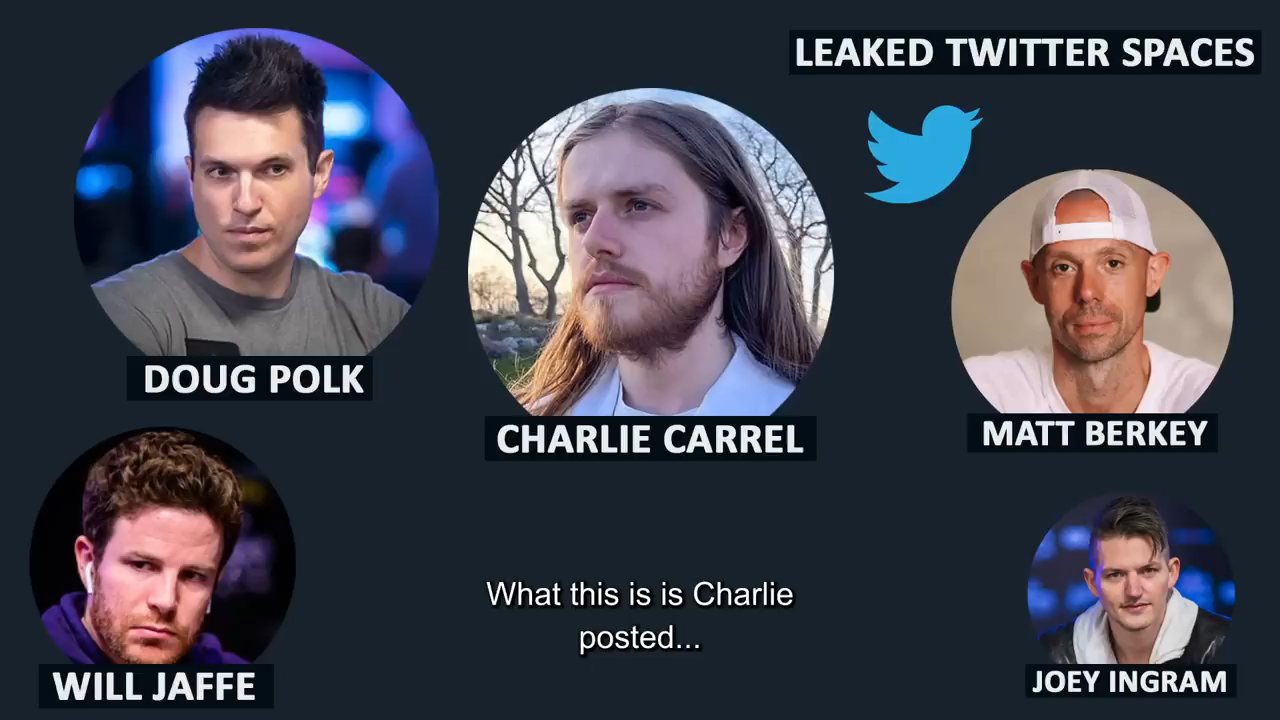 LEAKED TWITTER SPACES
DOUG POLK
CHARLIE CARREL
MATT BERKEY
What this is is Charlie
posted...
WILL JAFFE
JOEY INGRAM